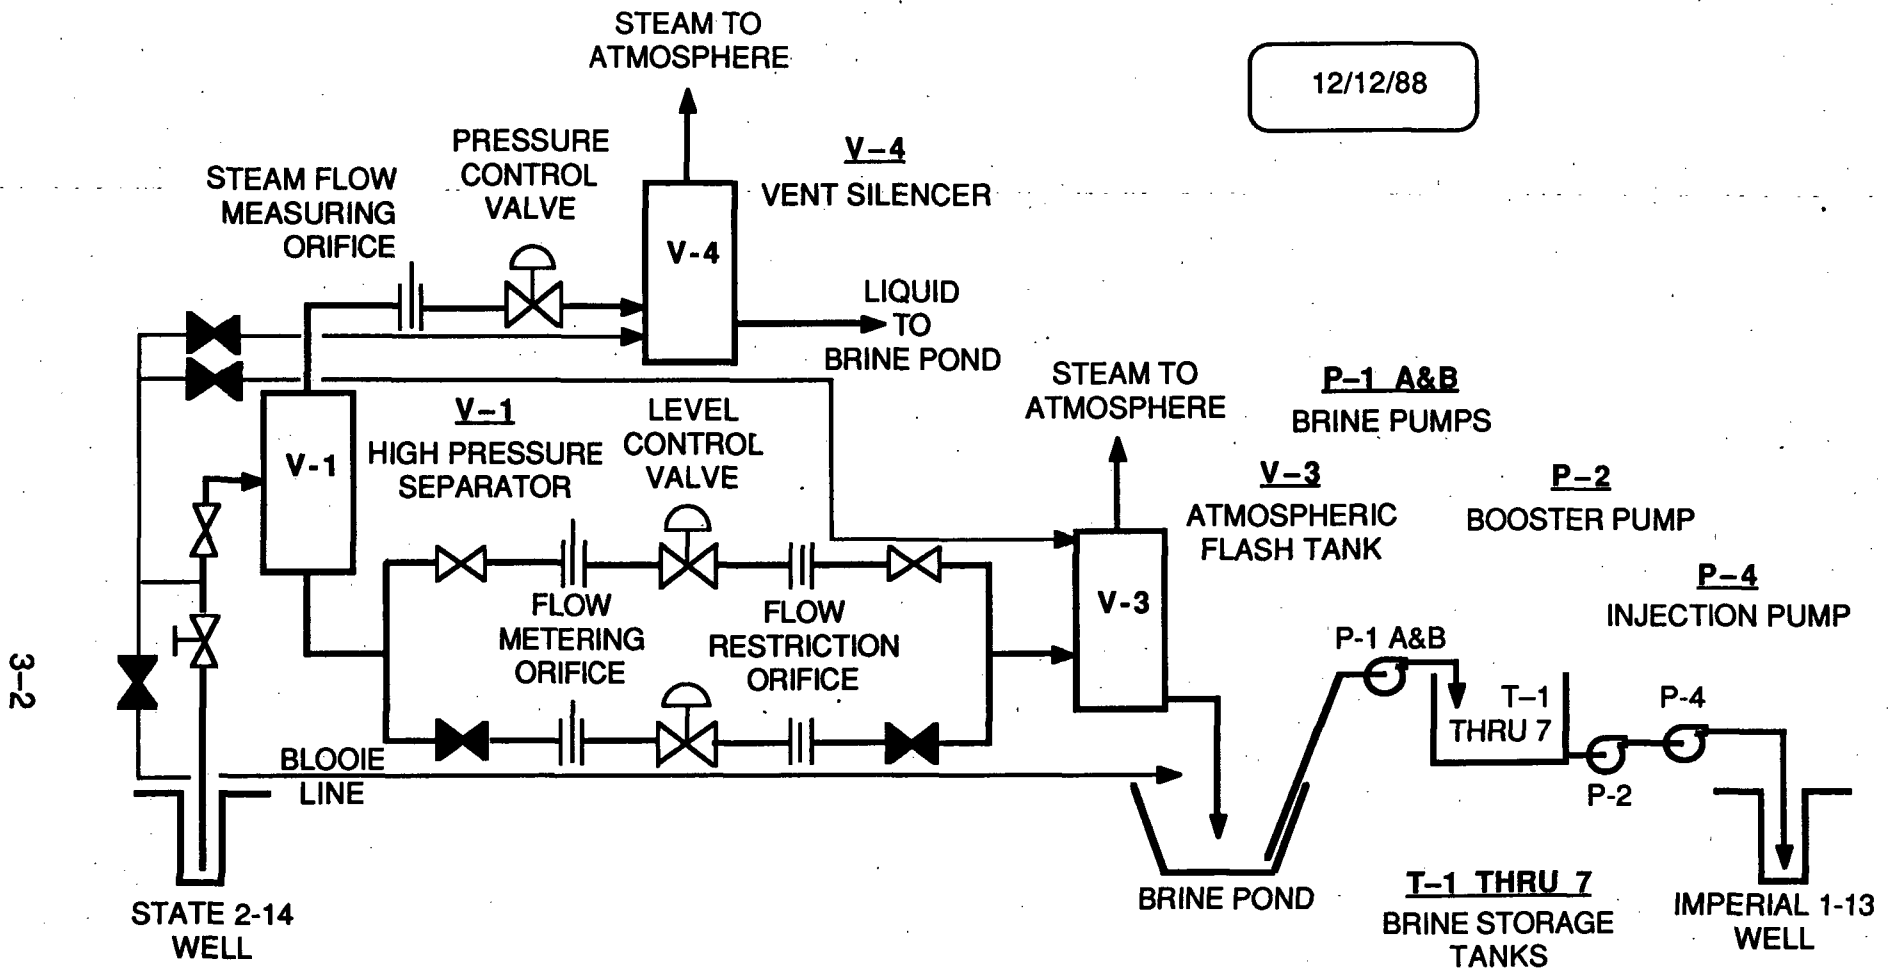 STEAM TO
ATMOSPHERE
12/12/88
PRESSURE
CONTROL
VALVE
V-4
VENT SILENCER
STEAM FLOW
MEASURING
ORIFICE
V-4
LIQUID
TO
BRINE POND
STEAM TO
ATMOSPHERE
P-1 A&B
BRINE PUMPS
V-1
HIGH PRESSURE
SEPARATOR
LEVEL
CONTROL
VALVE
V-1
V-3
ATMOSPHERIC
FLASH TANK
P-2
BOOSTER PUMP
P-4
INJECTION PUMP
FLOW
METERING
ORIFICE
FLOW
RESTRICTION
ORIFICE
V-3
P-1 A&B
T-1
THRU 7
P-4
P-2
3-2
BLOOIE
LINE
STATE 2-14
WELL
BRINE POND
T-1 THRU 7
BRINE STORAGE
TANKS
IMPERIAL 1-13
WELL